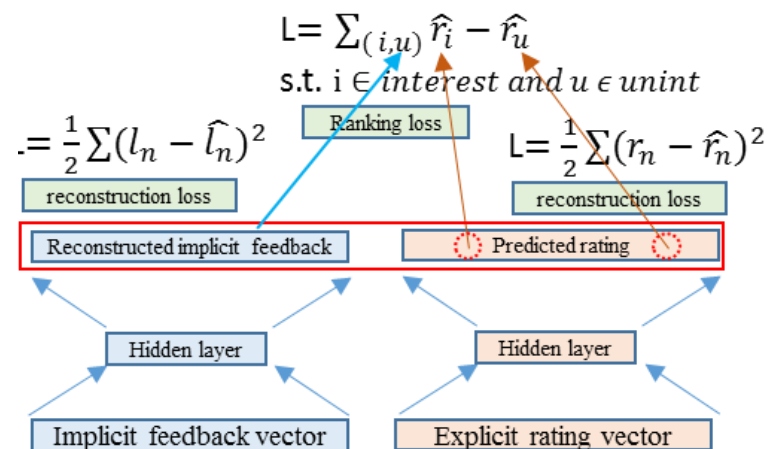 L= ∑₍ i,u₎ r̂ᵢ − r̂ᵤ
s.t. i ∈ interest and u ϵ unint
Ranking loss
.= 1/2 ∑(lₙ − l̂ₙ)²
L= 1/2 ∑(rₙ − r̂ₙ)²
reconstruction loss
reconstruction loss
Reconstructed implicit feedback
Predicted rating
Hidden layer
Hidden layer
Implicit feedback vector
Explicit rating vector